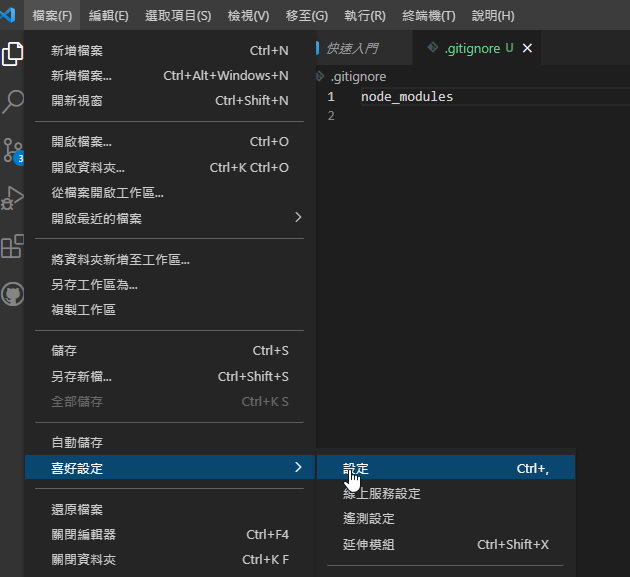 檔案(F) 編輯(E) 選取項目(S) 檢視(V) 移至(G) 執行(R) 終端機(T) 說明(H)
快速入門 .gitignore U
.gitignore
1 node_modules
2
3
新增檔案 Ctrl+N
新增檔案... Ctrl+Alt+Windows+N
開新視窗 Ctrl+Shift+N
開啟檔案... Ctrl+O
開啟資料夾... Ctrl+K Ctrl+O
從檔案開啟工作區...
開啟最近的檔案
將資料夾新增至工作區...
另存工作區為...
複製工作區
儲存 Ctrl+S
另存新檔... Ctrl+Shift+S
全部儲存 Ctrl+K S
自動儲存
喜好設定
還原檔案
關閉編輯器 Ctrl+F4
關閉資料夾 Ctrl+K F
設定 Ctrl+,
線上服務設定
遙測設定
延伸模組 Ctrl+Shift+X